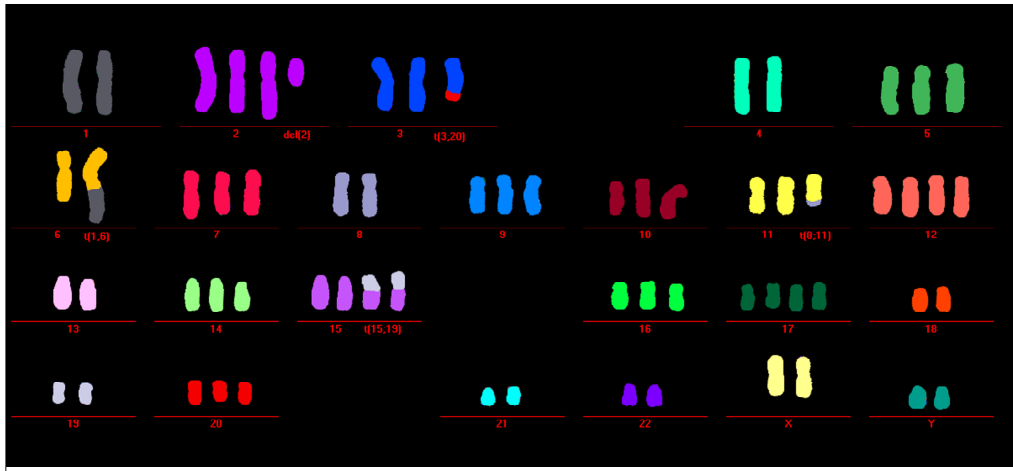 1 2 del(2) 3 t(3,20) 4 5
6 t(1,6) 7 8 9 10 11 t(8;11) 12
13 14 15 t(15;19) 16 17 18
19 20 21 22 X Y